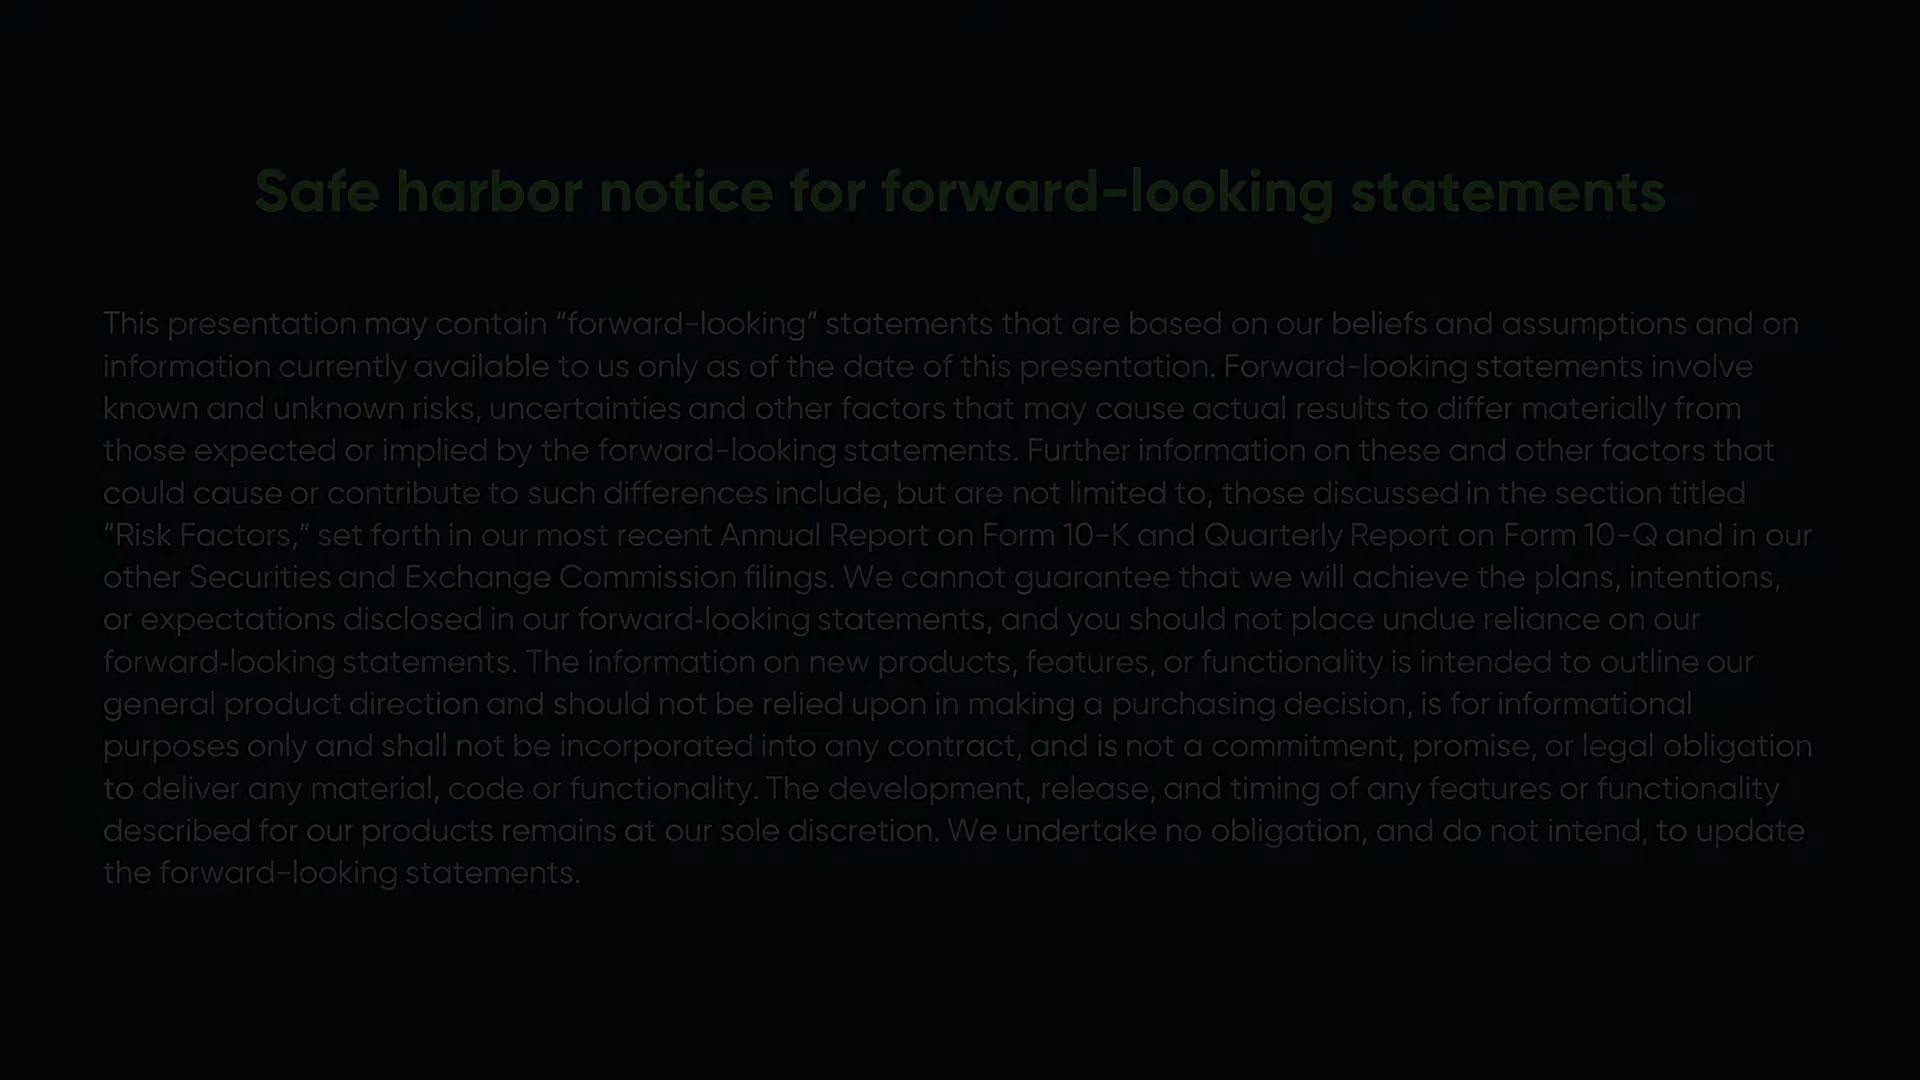 Safe harbor notice for forward-looking statements
This presentation may contain “forward-looking” statements that are based on our beliefs and assumptions and on
information currently available to us only as of the date of this presentation. Forward-looking statements involve
known and unknown risks, uncertainties and other factors that may cause actual results to differ materially from
those expected or implied by the forward-looking statements. Further information on these and other factors that
could cause or contribute to such differences include, but are not limited to, those discussed in the section titled
“Risk Factors,” set forth in our most recent Annual Report on Form 10-K and Quarterly Report on Form 10-Q and in our
other Securities and Exchange Commission filings. We cannot guarantee that we will achieve the plans, intentions,
or expectations disclosed in our forward-looking statements, and you should not place undue reliance on our
forward-looking statements. The information on new products, features, or functionality is intended to outline our
general product direction and should not be relied upon in making a purchasing decision, is for informational
purposes only and shall not be incorporated into any contract, and is not a commitment, promise, or legal obligation
to deliver any material, code or functionality. The development, release, and timing of any features or functionality
described for our products remains at our sole discretion. We undertake no obligation, and do not intend, to update
the forward-looking statements.